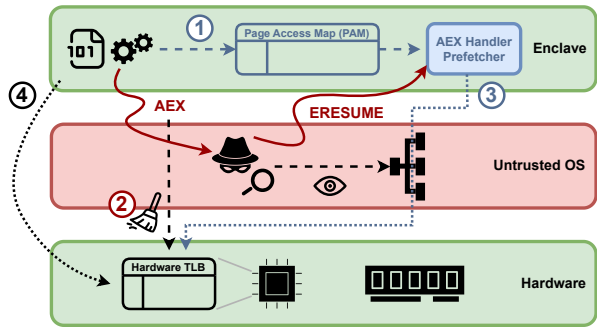 1
Page Access Map (PAM)
AEX Handler
Prefetcher
Enclave
101
4
AEX
ERESUME
3
Untrusted OS
2
Hardware TLB
Hardware